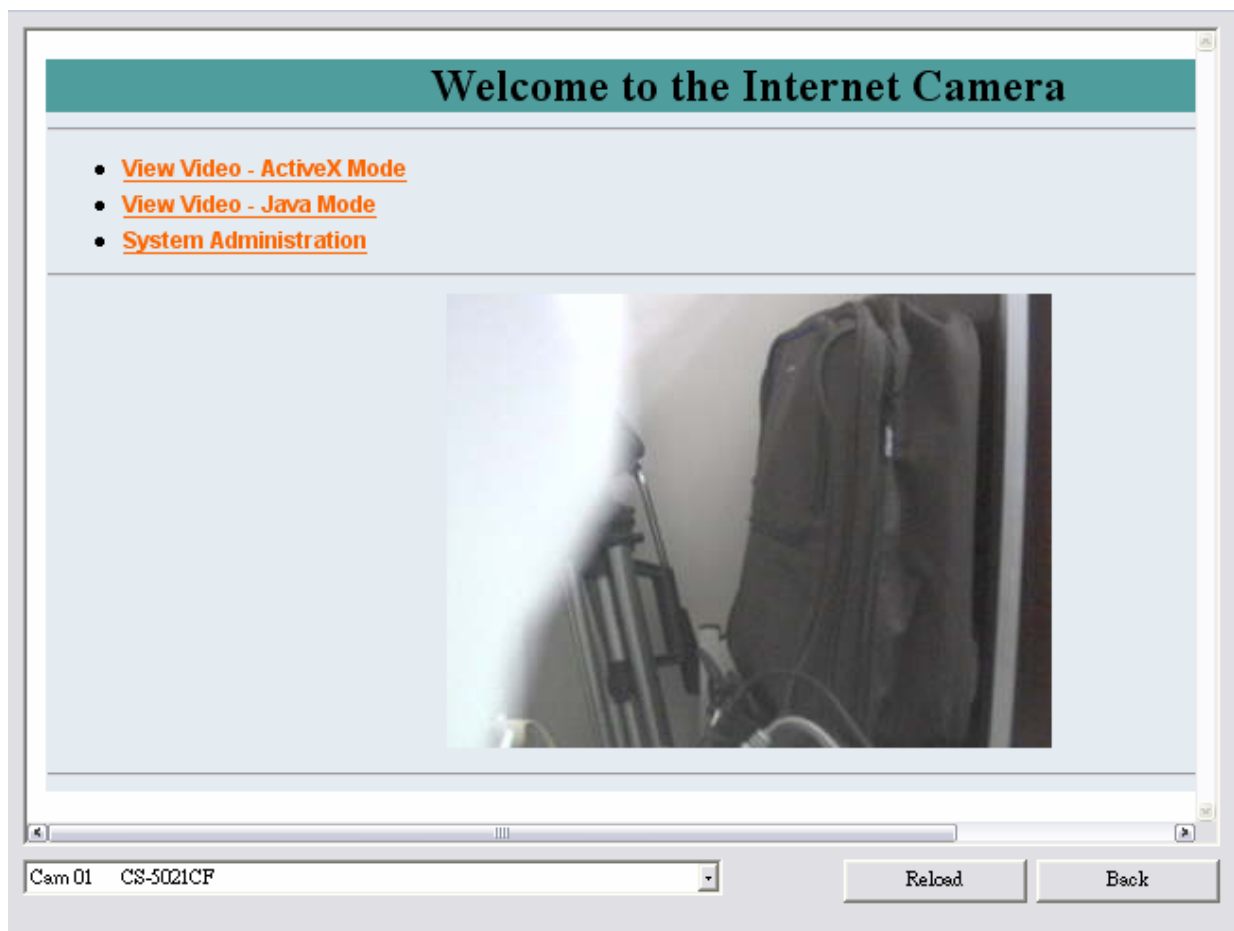 Welcome to the Internet Camera
View Video - ActiveX Mode
View Video - Java Mode
System Administration
Cam 01 CS-5021CF
Reload
Back